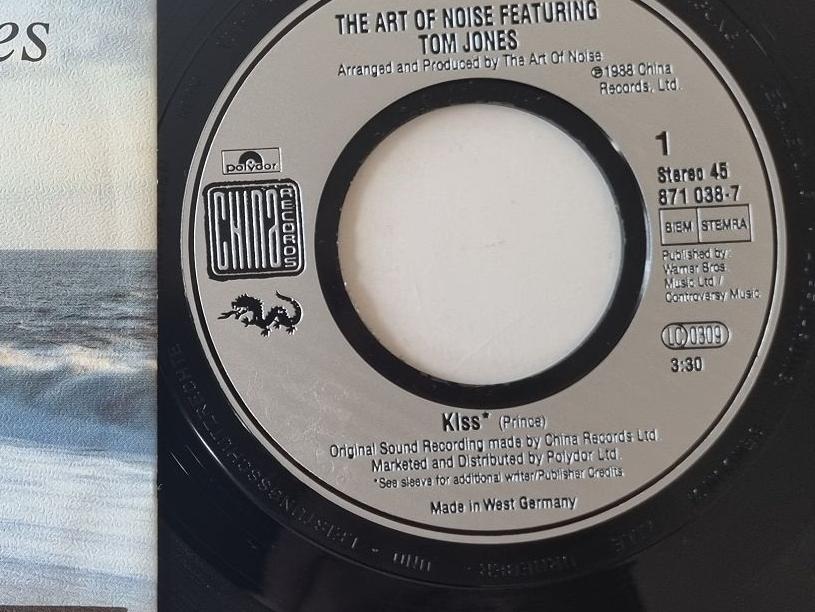 es
THE ART OF NOISE FEATURING
TOM JONES
Arranged and Produced by The Art Of Noise
℗1988 China
Records, Ltd.
polydor
CHINA
RECORDS
1
Stereo 45
871 038-7
BIEM STEMRA
Published by:
Warner Bros.
Music Ltd /
Controversy Music
LC 0309
3:30
Kiss* (Prince)
Original Sound Recording made by China Records Ltd.
Marketed and Distributed by Polydor Ltd.
*See sleeve for additional writer/Publisher Credits
Made in West Germany
UND - LEISTUNGSSCHUTZRECHTE
URHEBER-